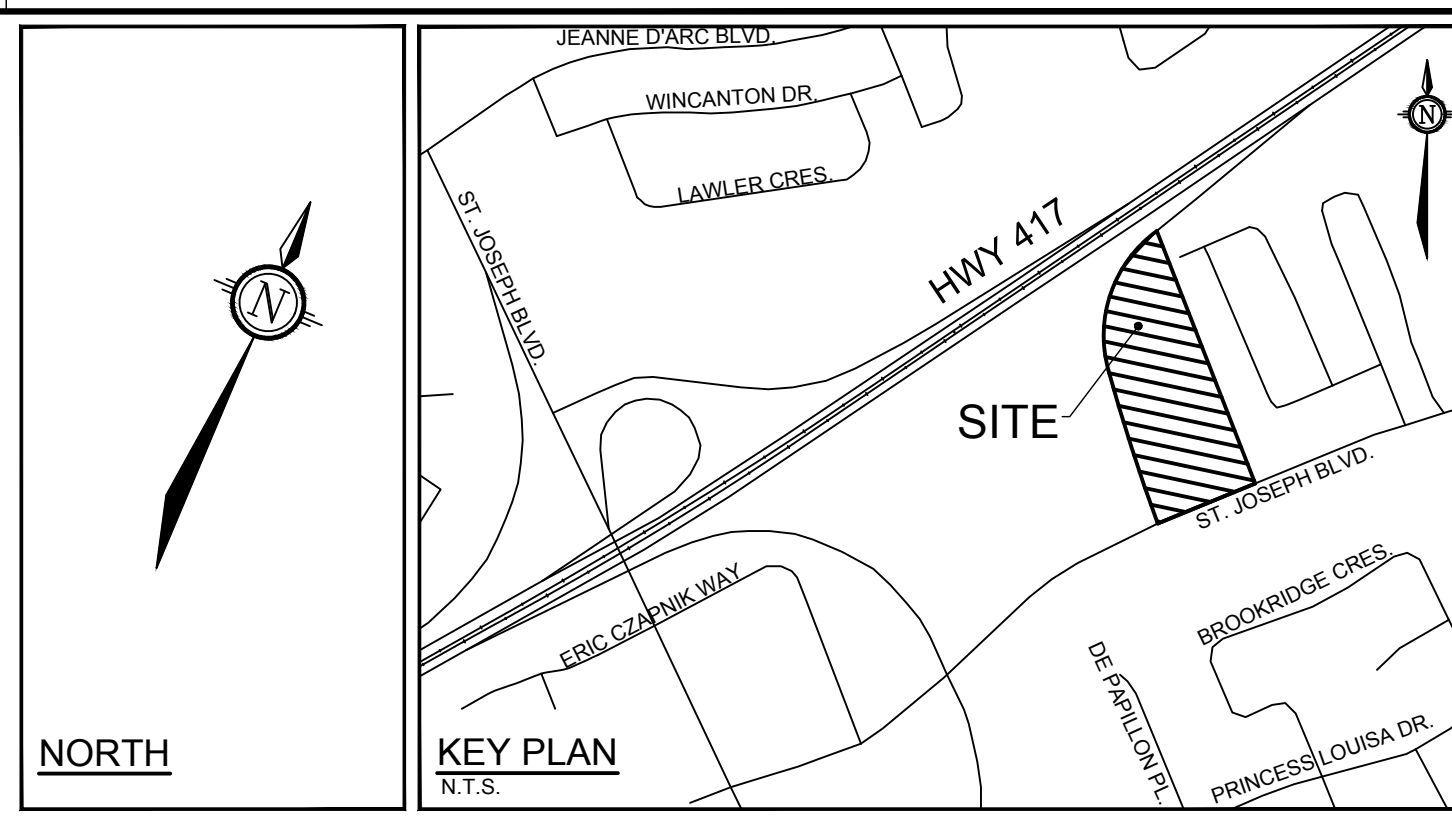 N
NORTH
JEANNE D'ARC BLVD.
WINCANTON DR.
N
LAWLER CRES.
ST. JOSEPH BLVD.
HWY 417
SITE
ST. JOSEPH BLVD.
ERIC CZAPNIK WAY
BROOKRIDGE CRES.
DE PAPILLON PL.
PRINCESS LOUISA DR.
KEY PLAN
N.T.S.